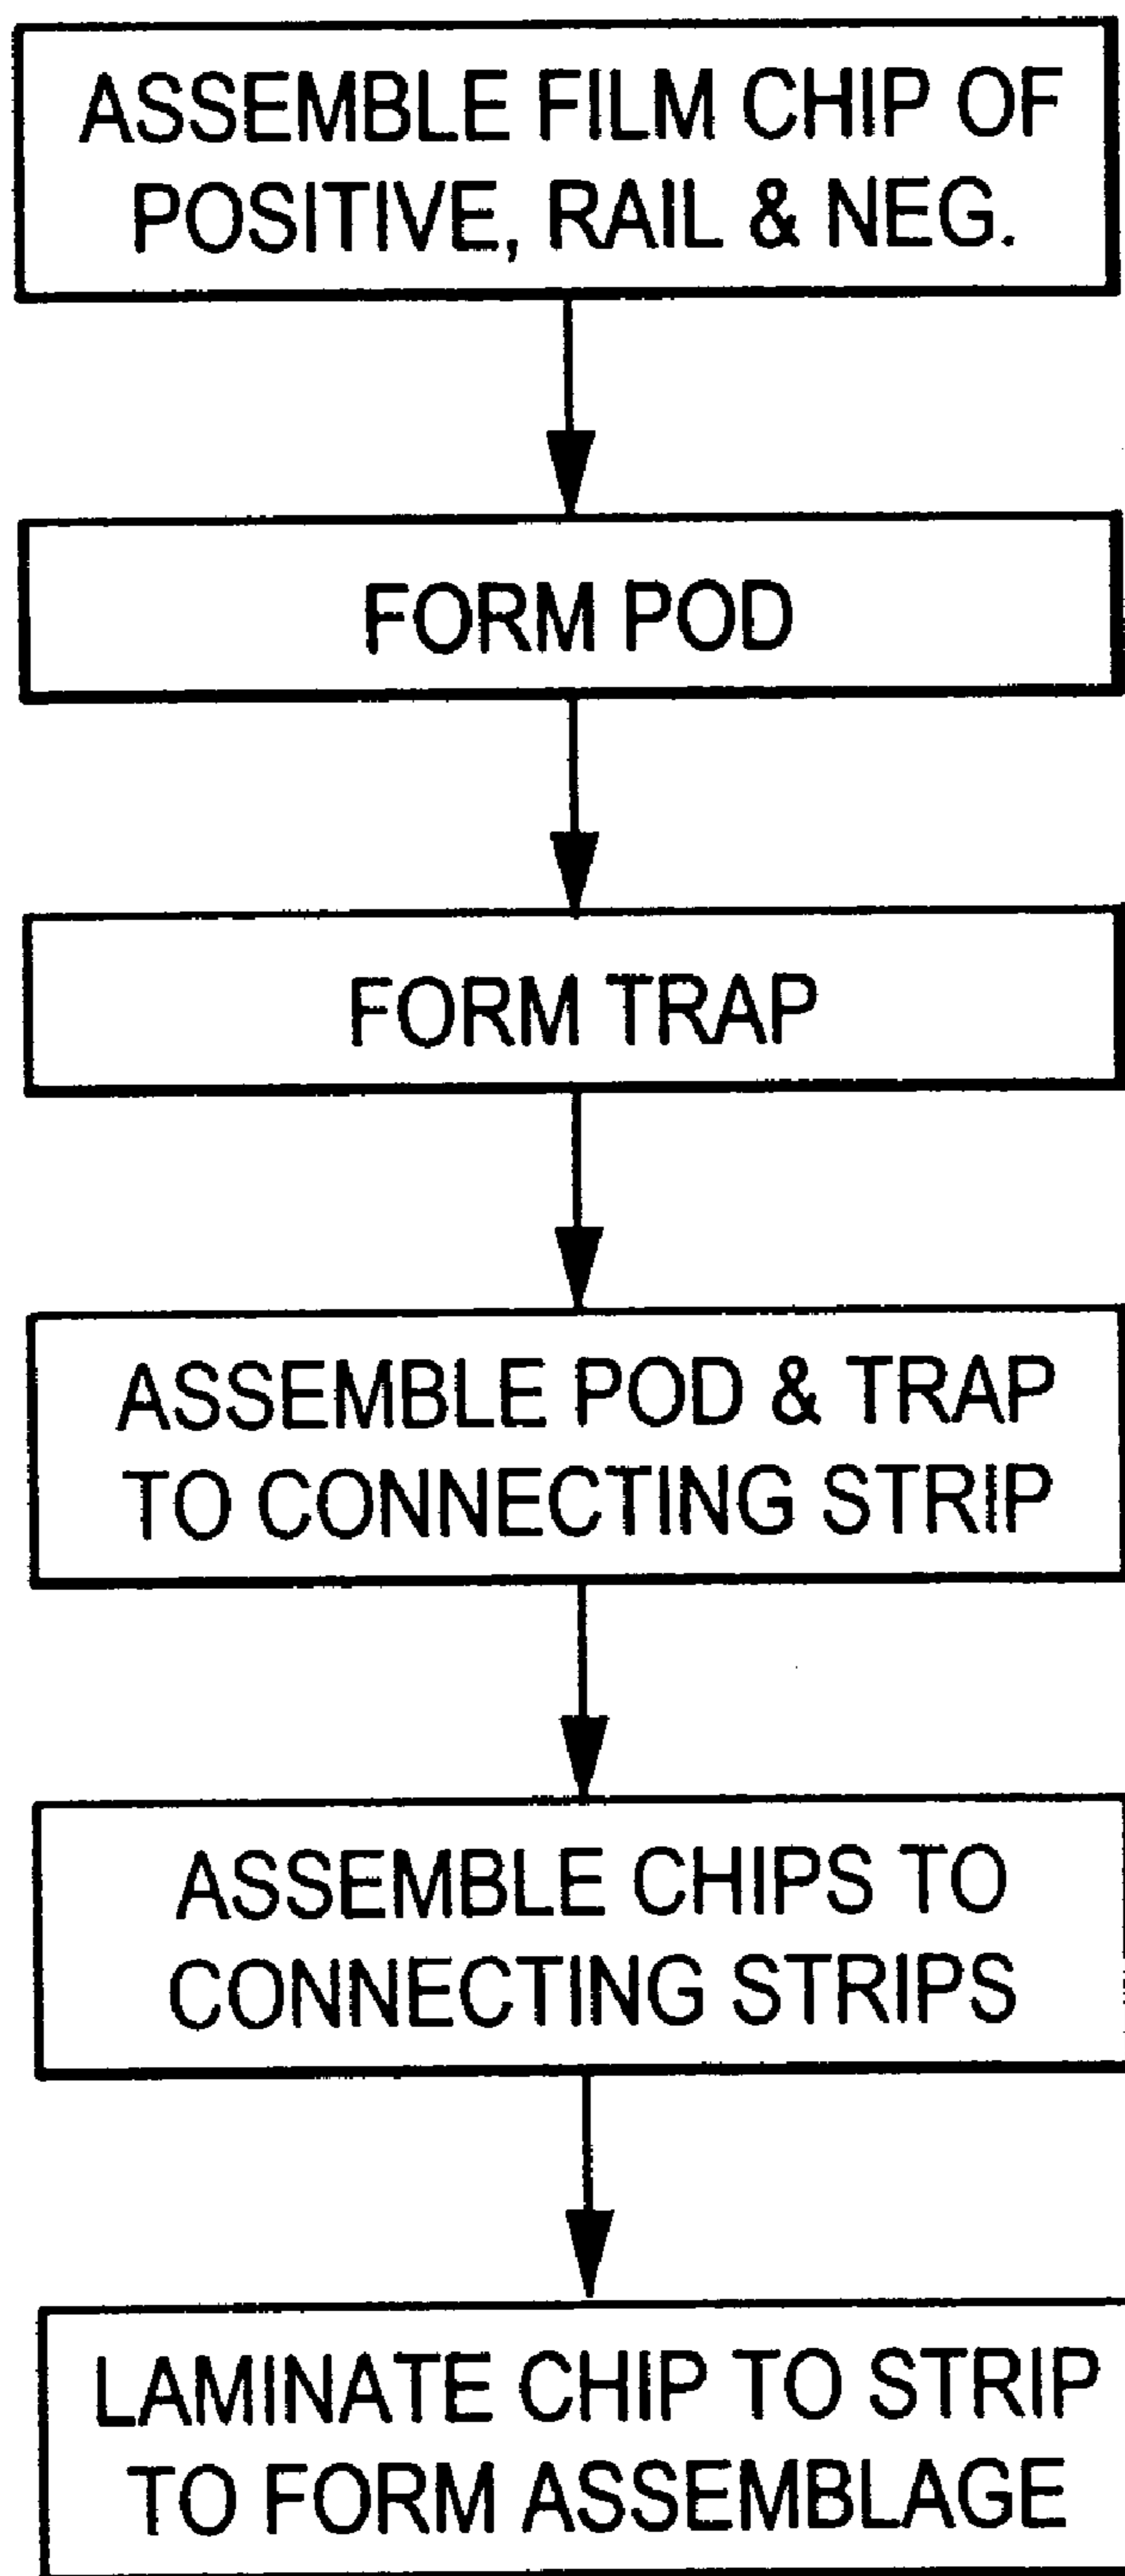 ASSEMBLE FILM CHIP OF
POSITIVE, RAIL & NEG.
FORM POD
FORM TRAP
ASSEMBLE POD & TRAP
TO CONNECTING STRIP
ASSEMBLE CHIPS TO
CONNECTING STRIPS
LAMINATE CHIP TO STRIP
TO FORM ASSEMBLAGE